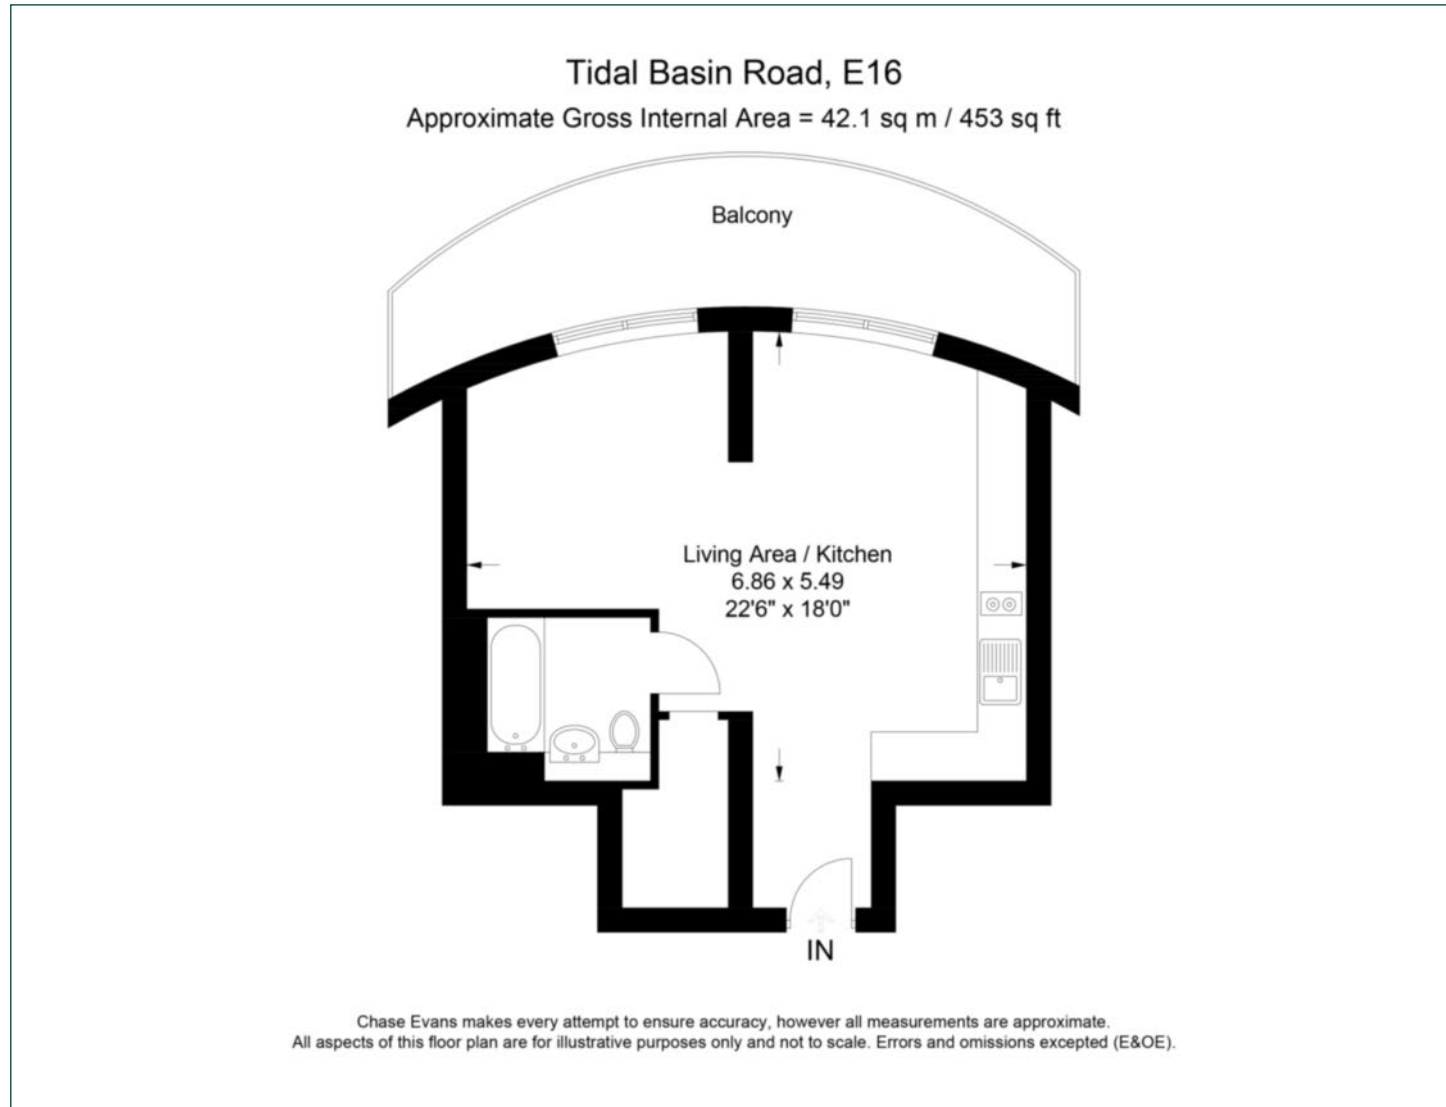 Tidal Basin Road, E16
Approximate Gross Internal Area = 42.1 sq m / 453 sq ft
Balcony
Living Area / Kitchen
6.86 x 5.49
22'6" x 18'0"
IN
Chase Evans makes every attempt to ensure accuracy, however all measurements are approximate.
All aspects of this floor plan are for illustrative purposes only and not to scale. Errors and omissions excepted (E&OE).